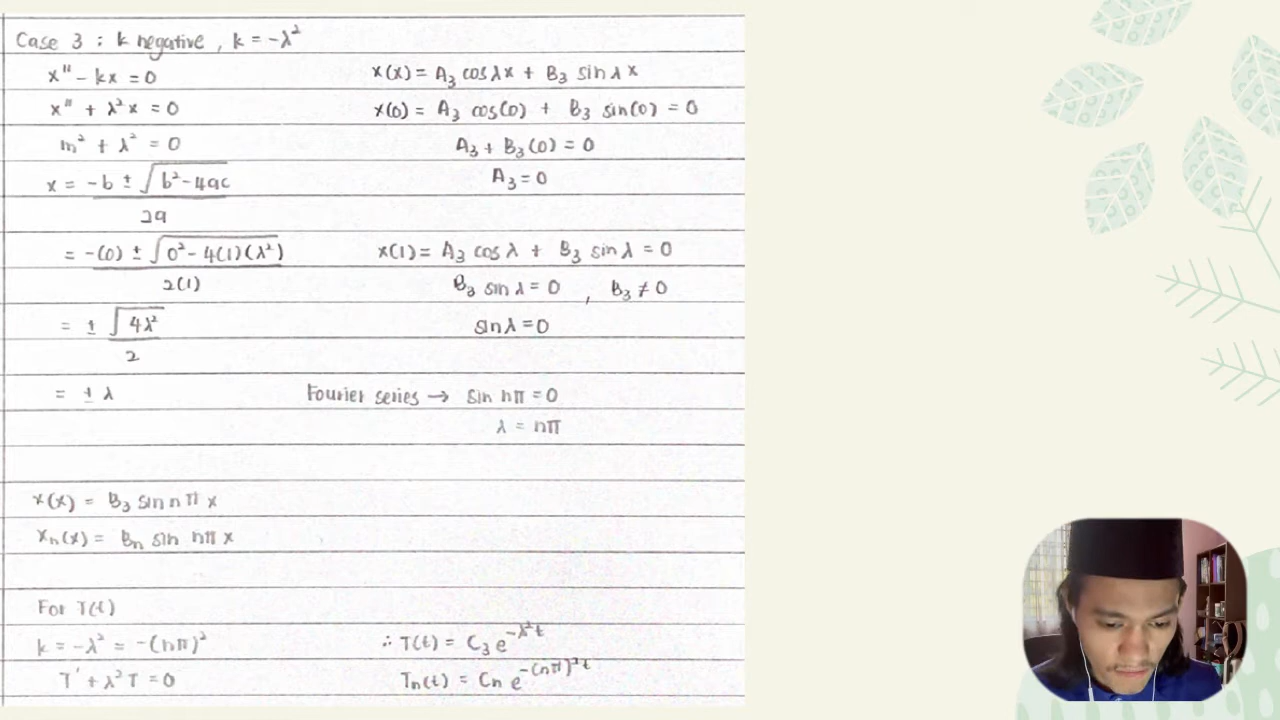 Case 3 : k negative , k = -λ²
x'' - kx = 0
x'' + λ²x = 0
m² + λ² = 0
x = -b ± √b² - 4ac
2a
= -(0) ± √0² - 4(1)(λ²)
2(1)
= ± √4λ²
2
= ± λ
x(x) = A₃ cos λx + B₃ sin λx
x(0) = A₃ cos(0) + B₃ sin(0) = 0
A₃ + B₃(0) = 0
A₃ = 0
x(1) = A₃ cos λ + B₃ sin λ = 0
B₃ sin λ = 0 , B₃ ≠ 0
sin λ = 0
Fourier series → sin nπ = 0
λ = nπ
x(x) = B₃ sin nπ x
xₙ(x) = Bₙ sin nπ x
For T(t)
k = -λ² = -(nπ)²
T' + λ²T = 0
∴ T(t) = C₃ e^-λ²t
Tₙ(t) = Cₙ e^-(nπ)²t